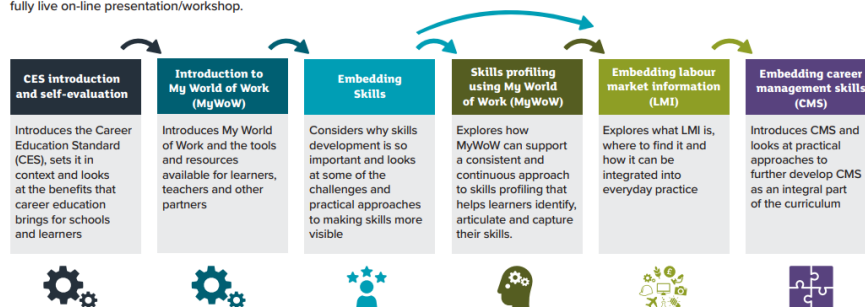 fully live on-line presentation/workshop.
CES introduction
and self-evaluation
Introduces the Career
Education Standard
(CES), sets it in
context and looks
at the benefits that
career education
brings for schools
and learners
Introduction to
My World of Work
(MyWoW)
Introduces My World
of Work and the tools
and resources
available for learners,
teachers and other
partners
Embedding
Skills
Considers why skills
development is so
important and looks
at some of the
challenges and
practical approaches
to making skills more
visible
Skills profiling
using My World
of Work (MyWoW)
Explores how
MyWoW can support
a consistent and
continuous approach
to skills profiling that
helps learners identify,
articulate and capture
their skills.
Embedding labour
market information
(LMI)
Explores what LMI is,
where to find it and
how it can be
integrated into
everyday practice
Embedding career
management skills
(CMS)
Introduces CMS and
looks at practical
approaches to
further develop CMS
as an integral part
of the curriculum